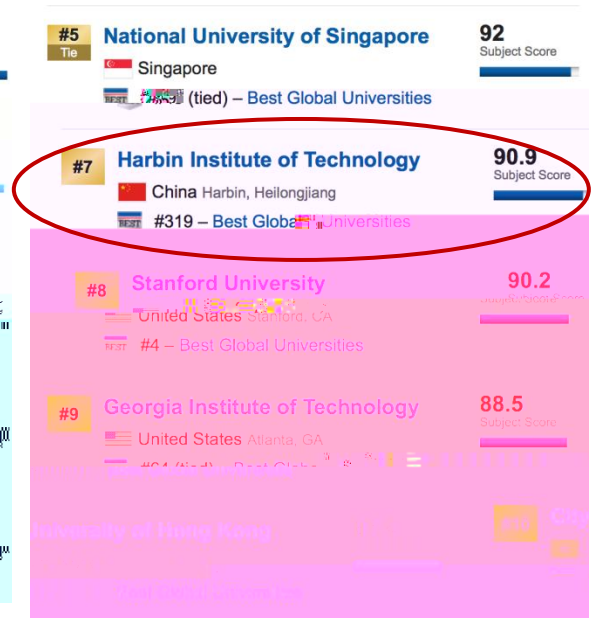 #5
Tie
National University of Singapore
92
Subject Score
Singapore
(tied) – Best Global Universities
#7
Harbin Institute of Technology
90.9
Subject Score
China Harbin, Heilongjiang
BEST #319 – Best Global Universities
#8
Stanford University
90.2
United States Stanford, CA
BEST #4 – Best Global Universities
#9
Georgia Institute of Technology
88.5
Subject Score
United States Atlanta, GA
University of Hong Kong
City